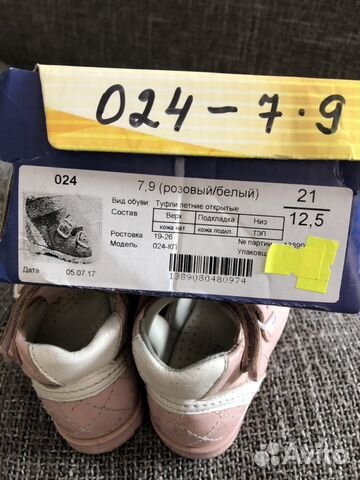 024 - 7.9
024
7,9 (розовый/белый)
21
12,5
Вид обуви: Туфли летние открытые
Состав: Верх Подкладка Низ
кожа нат. кожа подкл. ТЭП
Ростовка 19-26 № партии
Модель: 024-КП Упаковщ
Дата 05.07.17
1389080480974
Avito